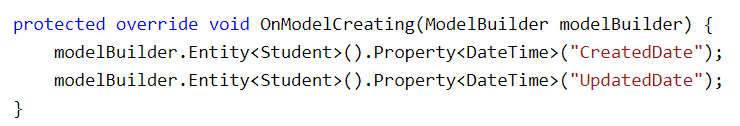 protected override void OnModelCreating(ModelBuilder modelBuilder) {
    modelBuilder.Entity<Student>().Property<DateTime>("CreatedDate");
    modelBuilder.Entity<Student>().Property<DateTime>("UpdatedDate");
}